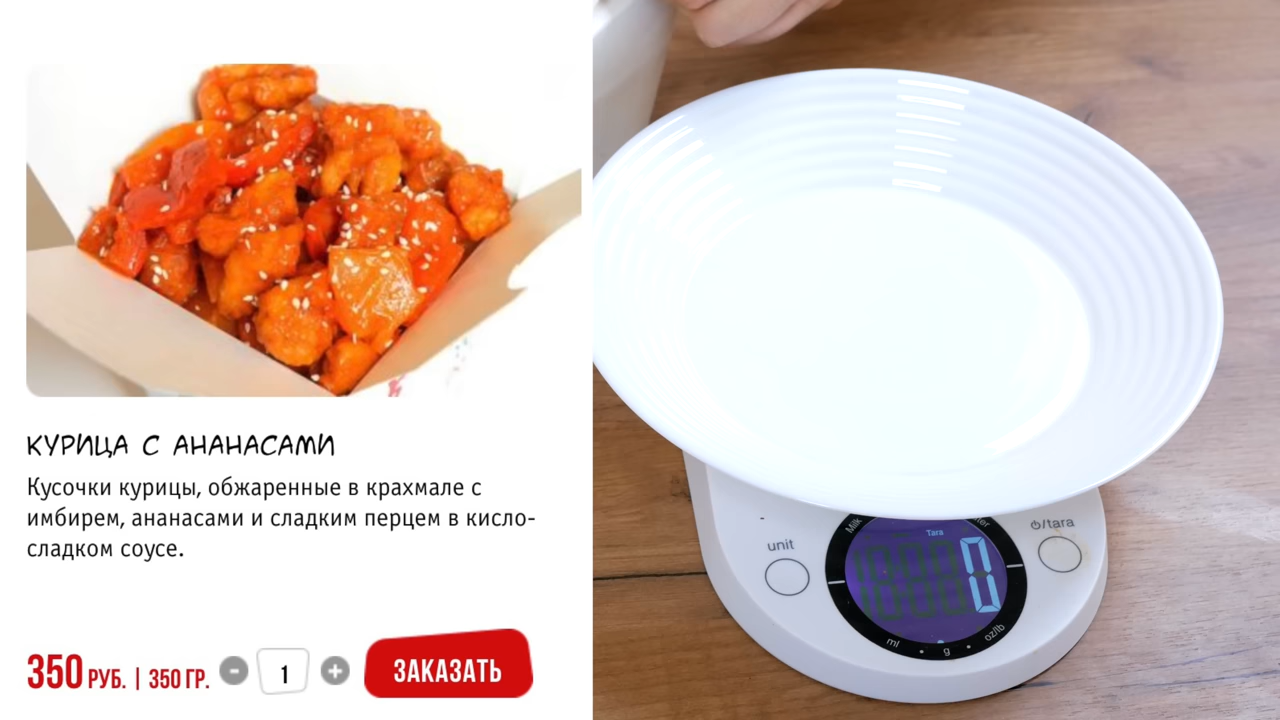 КУРИЦА С АНАНАСАМИ
Кусочки курицы, обжаренные в крахмале с
имбирем, ананасами и сладким перцем в кисло-
сладком соусе.
350 РУБ. | 350 ГР.
-
1
+
ЗАКАЗАТЬ
Milk
Tara
0
unit
⏻/tara
ml
g
oz/lb